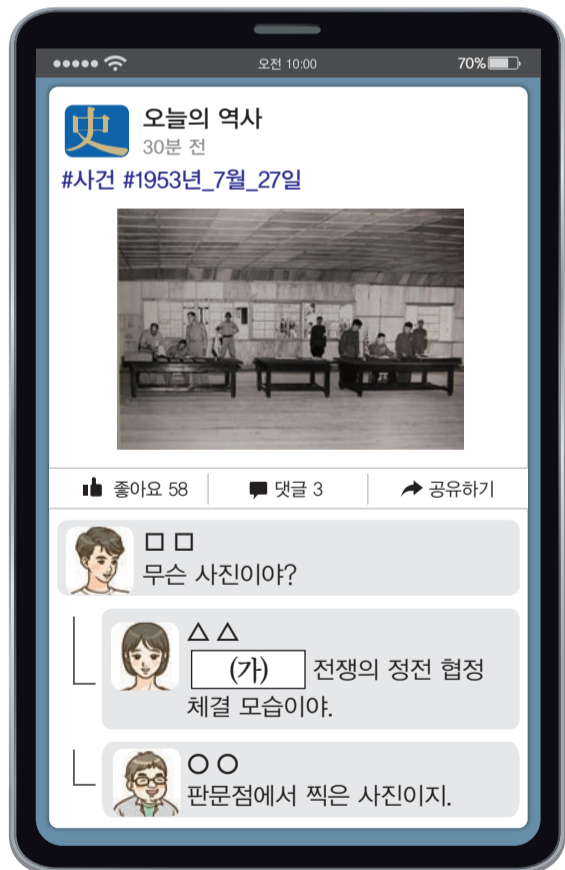 오전 10:00
70%
史
오늘의 역사
30분 전
#사건 #1953년_7월_27일
좋아요 58
댓글 3
공유하기
□ □
무슨 사진이야?
△ △
(가) 전쟁의 정전 협정
체결 모습이야.
○ ○
판문점에서 찍은 사진이지.